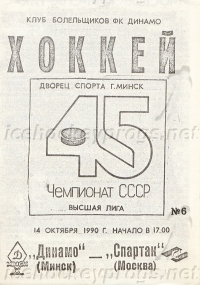 КЛУБ БОЛЕЛЬЩИКОВ ФК ДИНАМО
ХОККЕЙ
ДВОРЕЦ СПОРТА Г.МИНСК
45
Чемпионат СССР
ВЫСШАЯ ЛИГА
№6
14 ОКТЯБРЯ 1990 Г. НАЧАЛО В 17.00
„Динамо" — „Спартак"
(Минск) (Москва)